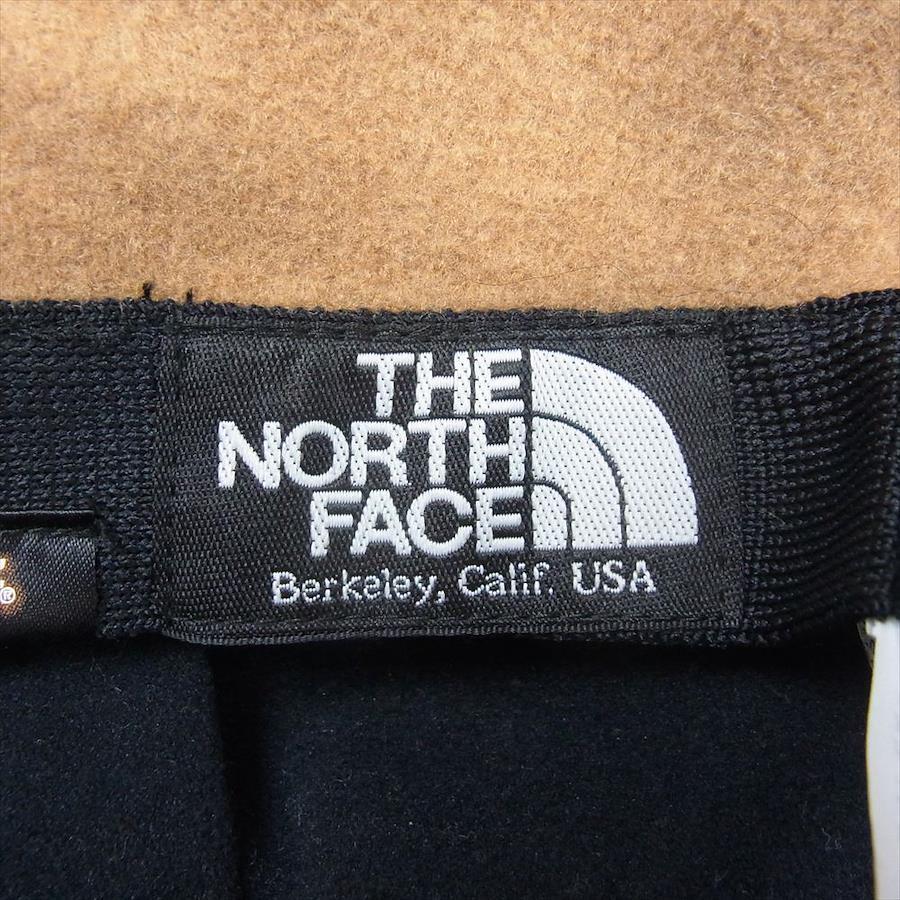 THE
NORTH
FACE
Berkeley, Calif. USA
®